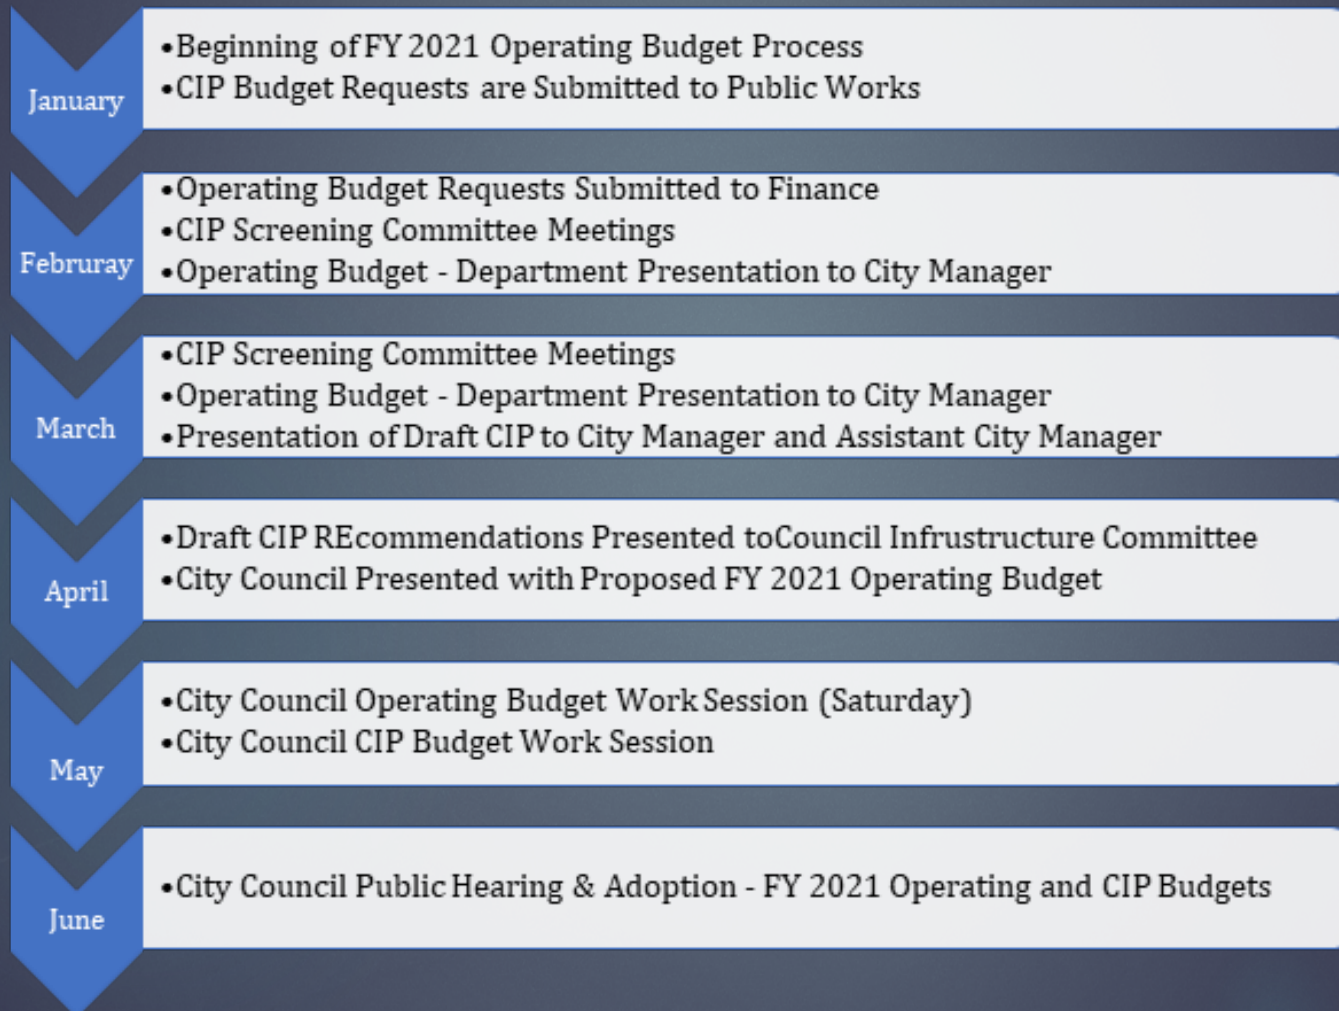 January
•Beginning of FY 2021 Operating Budget Process
•CIP Budget Requests are Submitted to Public Works
Februray
•Operating Budget Requests Submitted to Finance
•CIP Screening Committee Meetings
•Operating Budget - Department Presentation to City Manager
March
•CIP Screening Committee Meetings
•Operating Budget - Department Presentation to City Manager
•Presentation of Draft CIP to City Manager and Assistant City Manager
April
•Draft CIP REcommendations Presented toCouncil Infrustructure Committee
•City Council Presented with Proposed FY 2021 Operating Budget
May
•City Council Operating Budget Work Session (Saturday)
•City Council CIP Budget Work Session
June
•City Council Public Hearing & Adoption - FY 2021 Operating and CIP Budgets